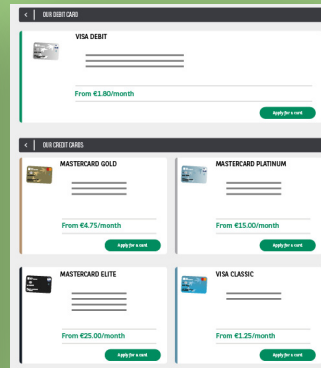 OUR DEBIT CARD
VISA DEBIT
From €1.80/month
Apply for a card
OUR CREDIT CARDS
MASTERCARD GOLD
From €4.75/month
Apply for a card
MASTERCARD PLATINUM
From €15.00/month
Apply for a card
MASTERCARD ELITE
From €25.00/month
Apply for a card
VISA CLASSIC
From €1.25/month
Apply for a card